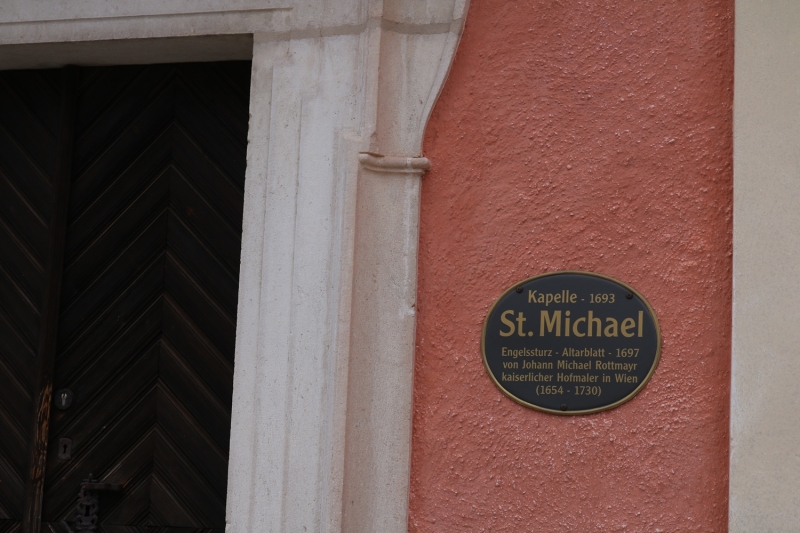 Kapelle - 1693
St. Michael
Engelssturz - Altarblatt - 1697
von Johann Michael Rottmayr
kaiserlicher Hofmaler in Wien
(1654 - 1730)